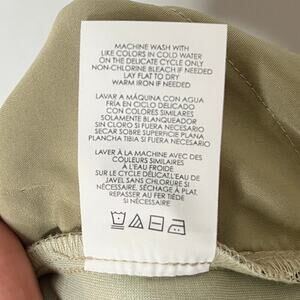 MACHINE WASH WITH
LIKE COLORS IN COLD WATER
ON THE DELICATE CYCLE ONLY
NON-CHLORINE BLEACH IF NEEDED
LAY FLAT TO DRY
WARM IRON IF NEEDED
LAVAR A MÁQUINA CON AGUA
FRÍA EN CICLO DELICADO
CON COLORES SIMILARES
SOLAMENTE BLANQUEADOR
SIN CLORO SI FUERA NECESARIO
SECAR SOBRE SUPERFICIE PLANA
PLANCHA TIBIA SI FUERA NECESARIO
LAVER À LA MACHINE AVEC DES
COULEURS SIMILAIRES
À L'EAU FROIDE
SUR LE CYCLE DÉLICAT.EAU DE
JAVEL SANS CHLORURE SI
NÉCESSAIRE, SÉCHAGE À PLAT,
REPASSER AU FER TIÈDE
SI NÉCESSAIRE